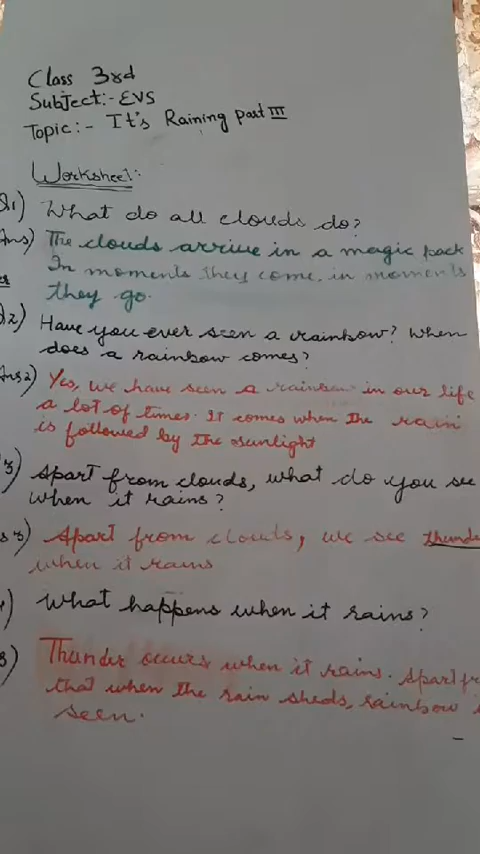 Class 3rd
Subject:- EVS
Topic:- It's Raining part III
Worksheet:-
Q1) What do all clouds do?
Ans) The clouds arrive in a magic pack
In moments they come, in moments
they go.
Q2) Have you ever seen a rainbow? When
does a rainbow comes?
Ans2) Yes, we have seen a rainbow in our life
a lot of times. It comes when the rain
is followed by the sunlight
3) Apart from clouds, what do you see
when it rains?
s3) Apart from clouds, we see thunde
when it rains
) What happens when it rains?
) Thunder occurs when it rains. Apart fr
that when the rain sheds, rainbow i
seen.